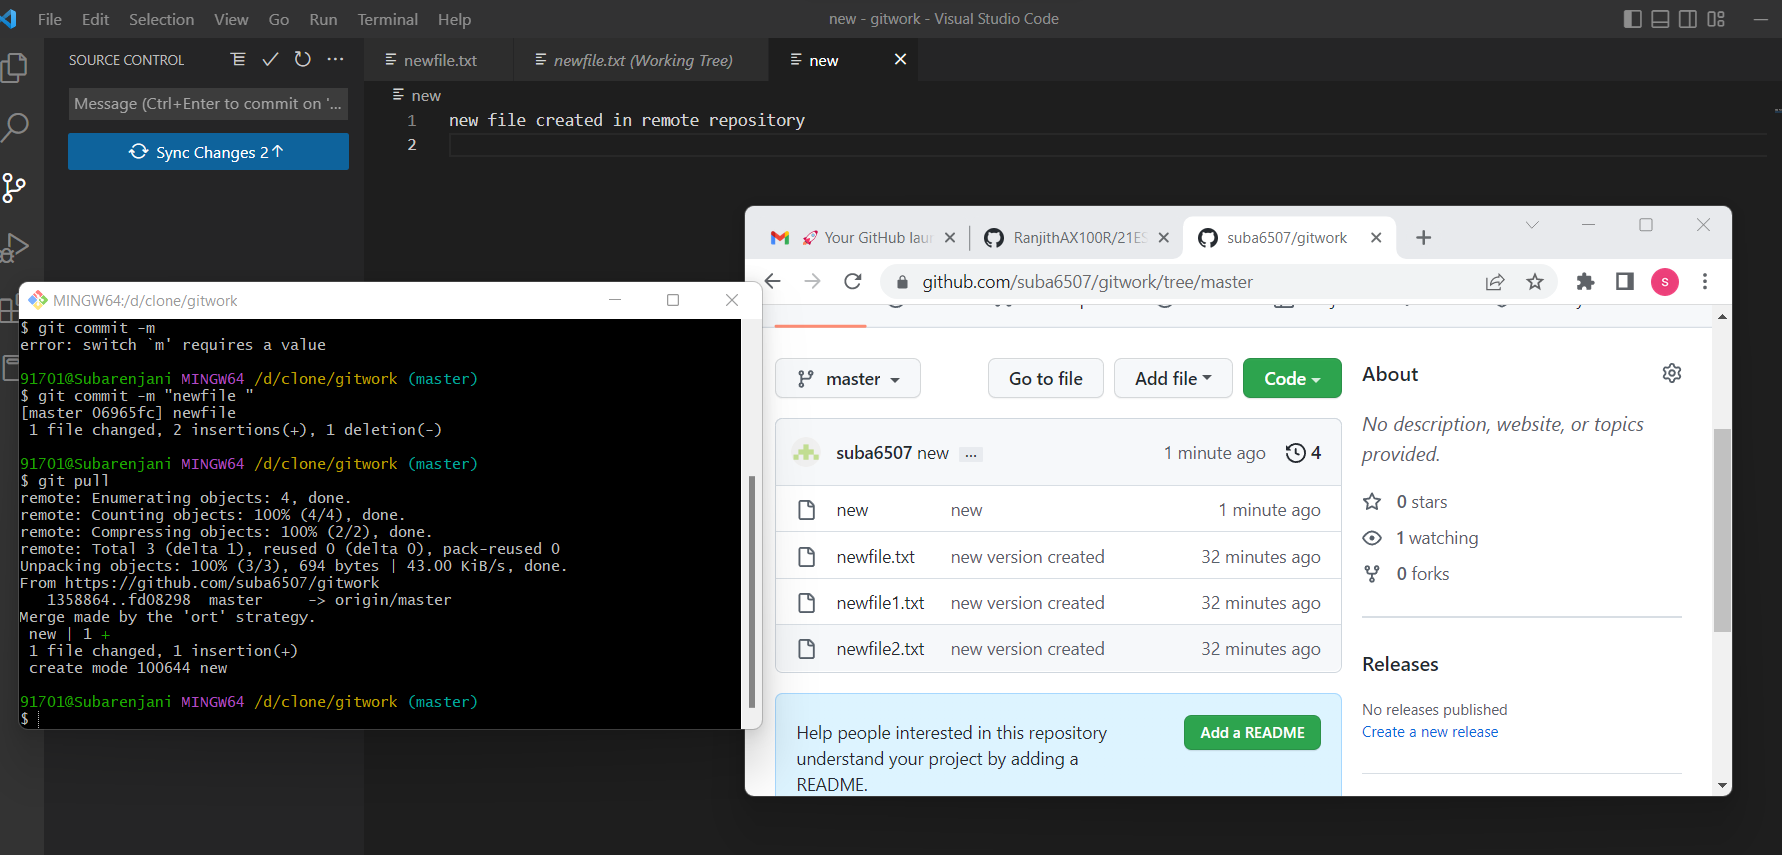 File Edit Selection View Go Run Terminal Help
new - gitwork - Visual Studio Code
SOURCE CONTROL
newfile.txt
newfile.txt (Working Tree)
new
Message (Ctrl+Enter to commit on '...
Sync Changes 2↑
new
1 new file created in remote repository
2
MINGW64:/d/clone/gitwork
$ git commit -m
error: switch `m' requires a value
91701@Subarenjani MINGW64 /d/clone/gitwork (master)
$ git commit -m "newfile "
[master 06965fc] newfile
1 file changed, 2 insertions(+), 1 deletion(-)
91701@Subarenjani MINGW64 /d/clone/gitwork (master)
$ git pull
remote: Enumerating objects: 4, done.
remote: Counting objects: 100% (4/4), done.
remote: Compressing objects: 100% (2/2), done.
remote: Total 3 (delta 1), reused 0 (delta 0), pack-reused 0
Unpacking objects: 100% (3/3), 694 bytes | 43.00 KiB/s, done.
From https://github.com/suba6507/gitwork
1358864..fd08298 master -> origin/master
Merge made by the 'ort' strategy.
new | 1 +
1 file changed, 1 insertion(+)
create mode 100644 new
91701@Subarenjani MINGW64 /d/clone/gitwork (master)
$
Your GitHub laun
RanjithAX100R/21ES
suba6507/gitwork
github.com/suba6507/gitwork/tree/master
s
master
Go to file
Add file
Code
suba6507 new ... 1 minute ago 4
new new 1 minute ago
newfile.txt new version created 32 minutes ago
newfile1.txt new version created 32 minutes ago
newfile2.txt new version created 32 minutes ago
Help people interested in this repository
understand your project by adding a
README.
Add a README
About
No description, website, or topics
provided.
0 stars
1 watching
0 forks
Releases
No releases published
Create a new release